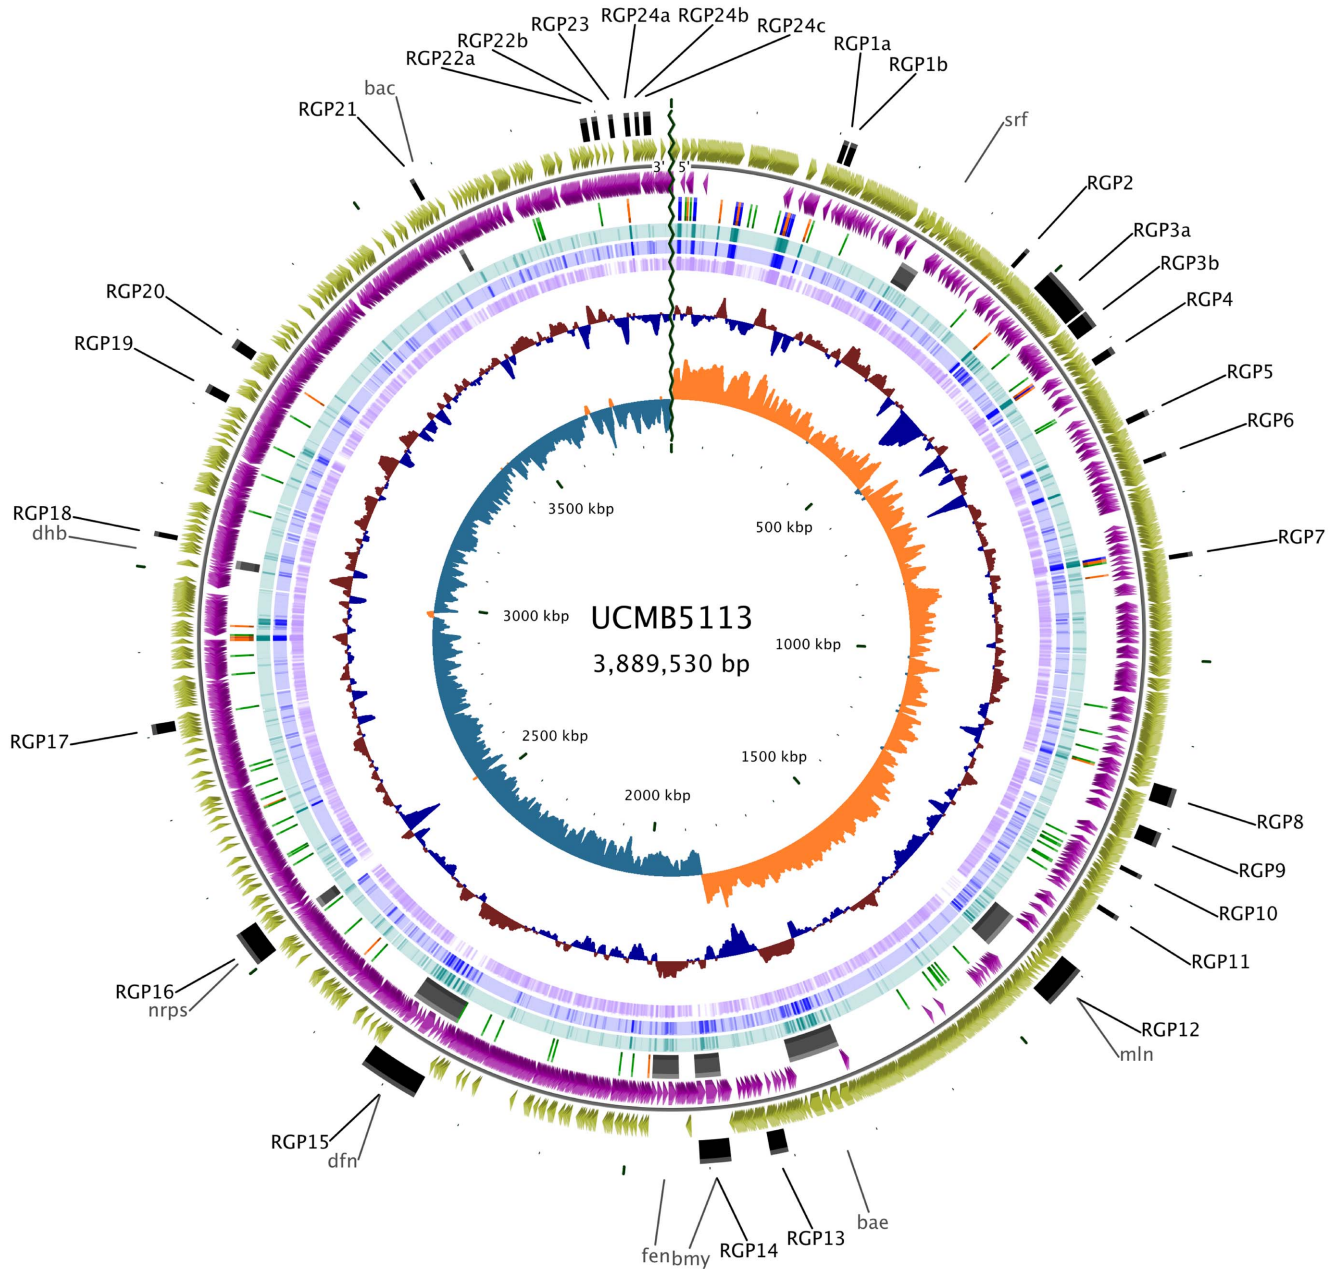 RGP24a
RGP24b
RGP23
RGP24c
RGP22b
RGP22a
RGP1a
RGP1b
bac
RGP21
srf
3'
5'
RGP2
RGP3a
RGP3b
RGP4
RGP20
RGP19
RGP5
RGP6
RGP18
dhb
RGP7
3500 kbp
500 kbp
3000 kbp
UCMB5113
1000 kbp
3,889,530 bp
RGP17
2500 kbp
1500 kbp
2000 kbp
RGP8
RGP9
RGP10
RGP11
RGP16
nrps
RGP12
mln
RGP15
dfn
bae
RGP13
RGP14
fen
bmy